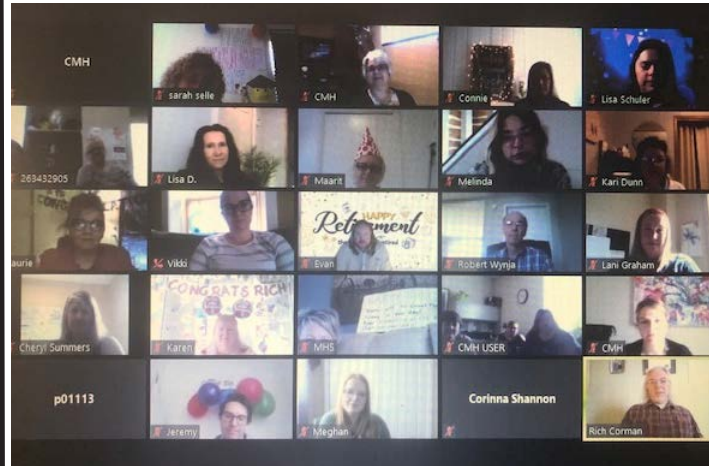 CMH
sarah selle
CMH
Connie
Lisa Schuler
263432905
Lisa D.
Maarit
Melinda
Kari Dunn
aurie
Vikki
HAPPY
Retirement
Evan
Robert Wynja
Lani Graham
Cheryl Summers
CONGRATS RICH!
Karen
MHS
CMH USER
CMH
p01113
Jeremy
Meghan
Corinna Shannon
Rich Corman